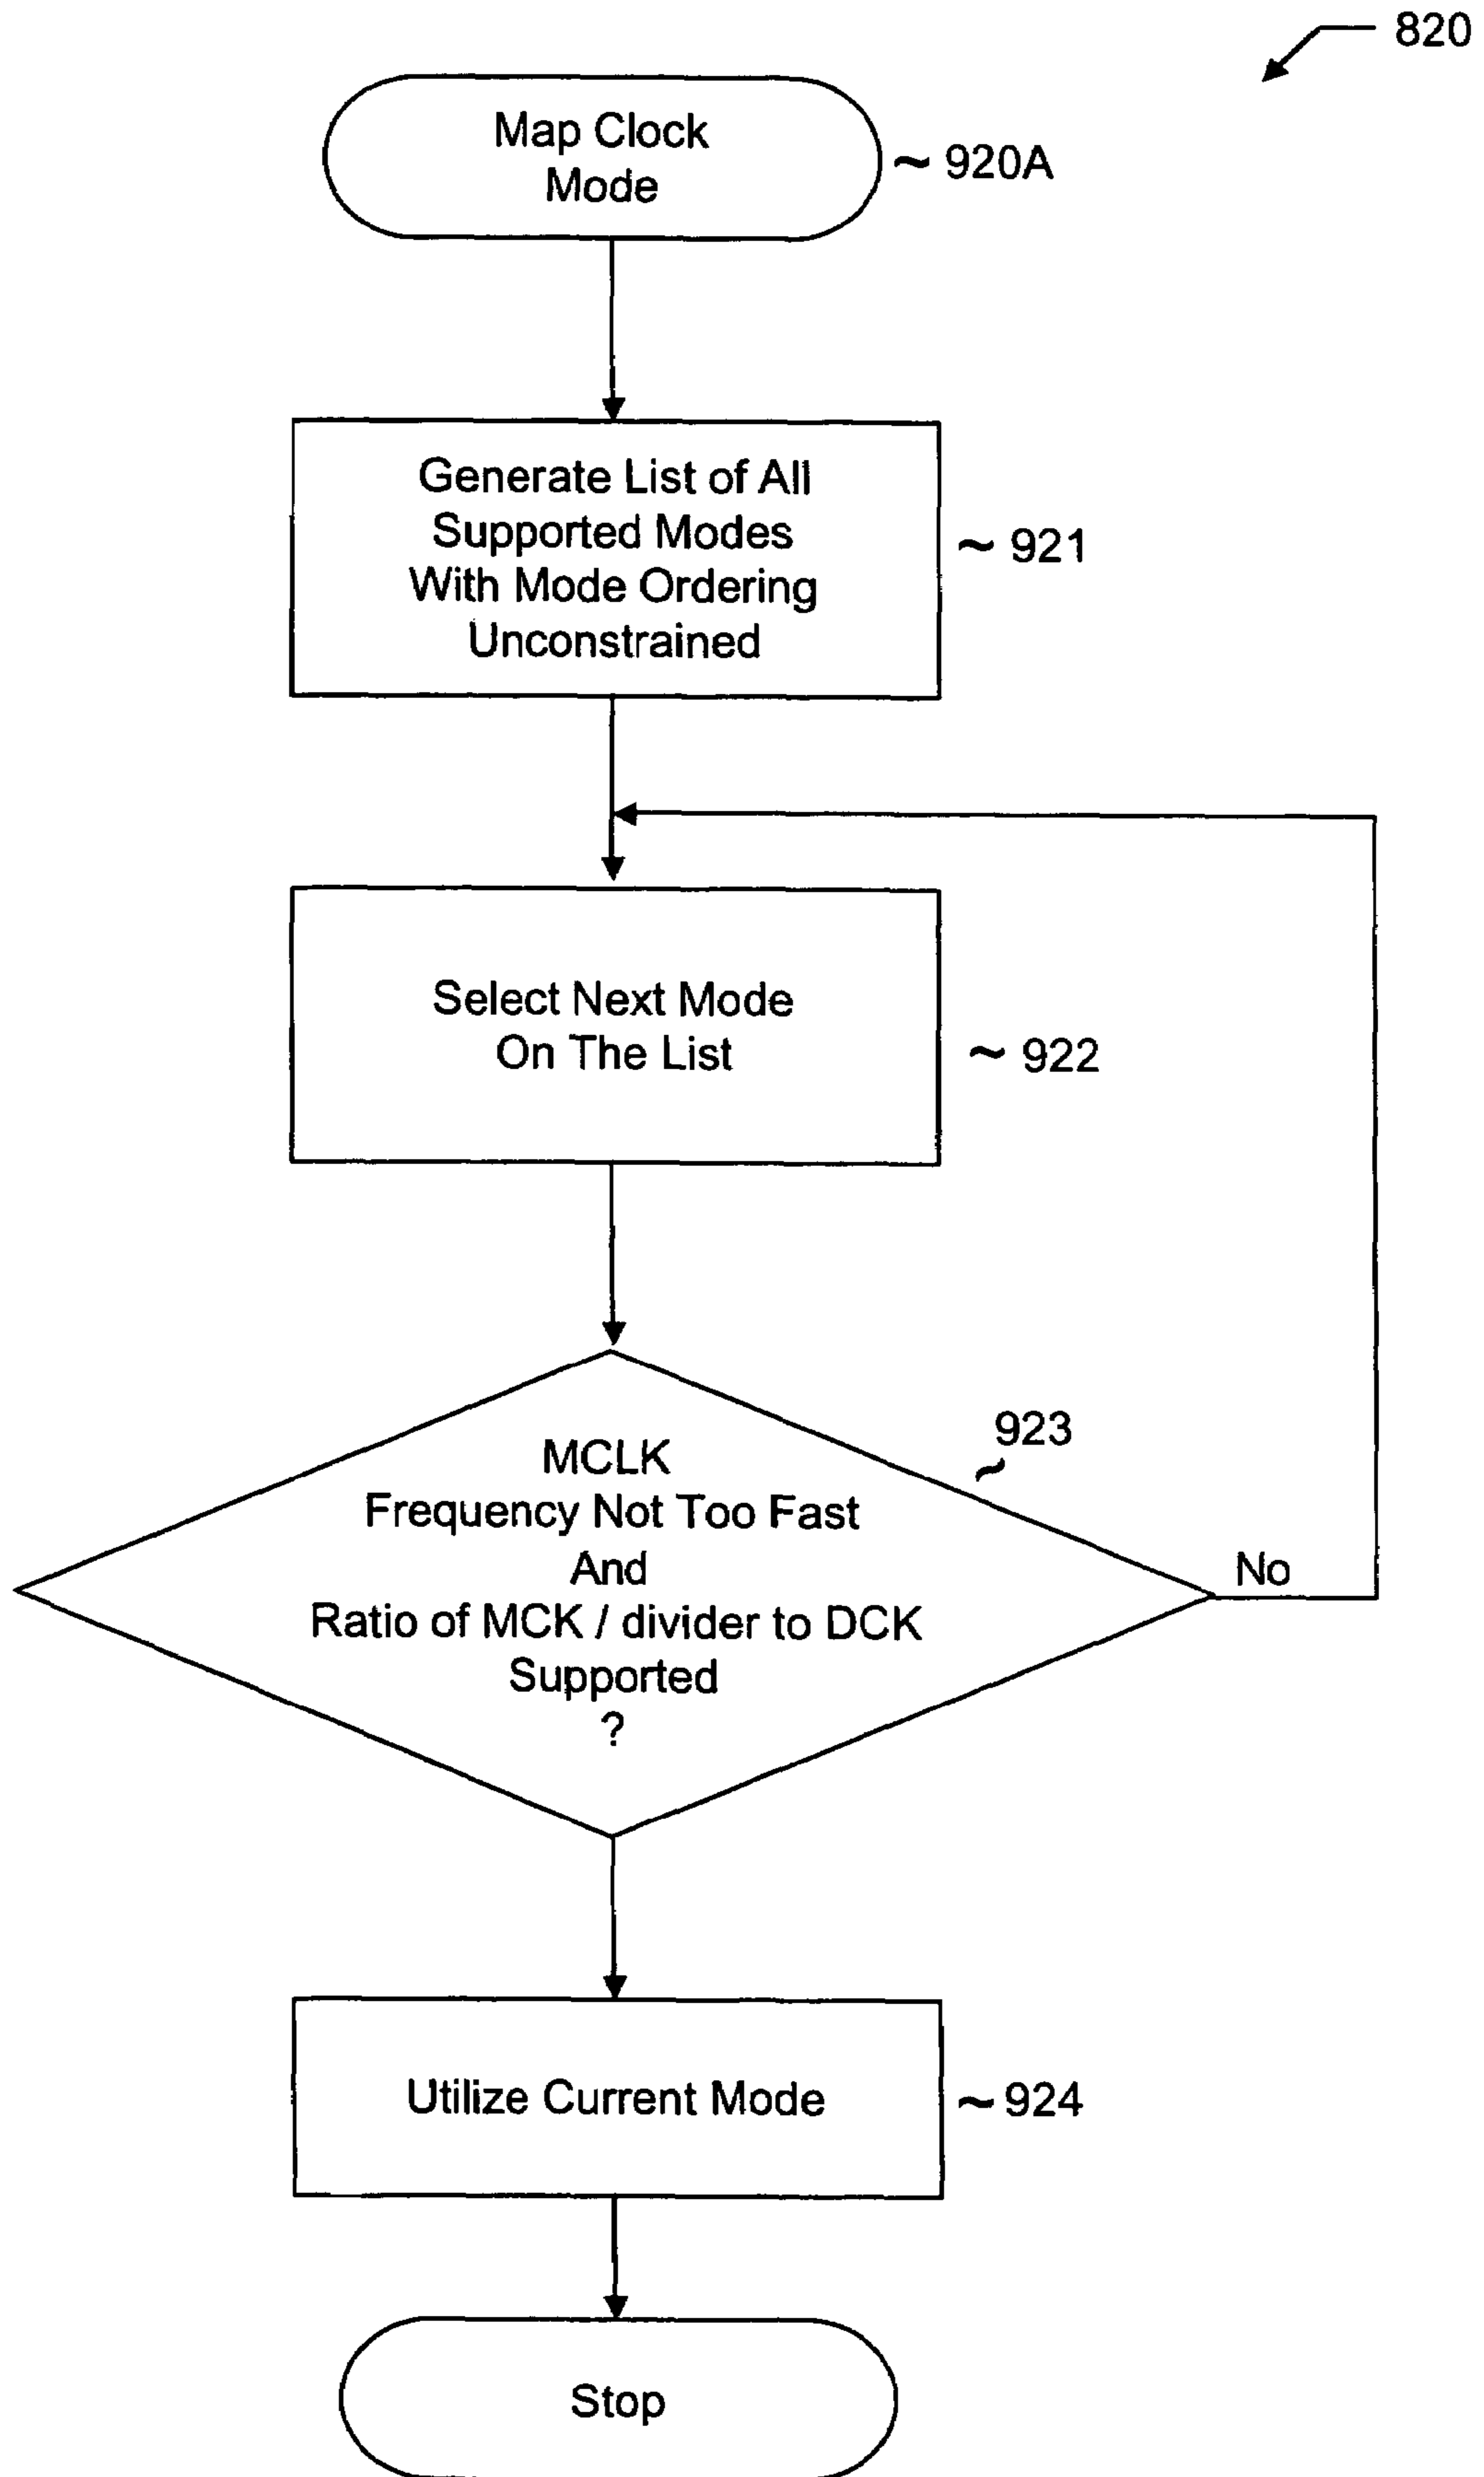 820
Map Clock
Mode
~ 920A
Generate List of All
Supported Modes
With Mode Ordering
Unconstrained
~ 921
Select Next Mode
On The List
~ 922
923
~
MCLK
Frequency Not Too Fast
And
Ratio of MCK / divider to DCK
Supported
?
No
Utilize Current Mode
~ 924
Stop